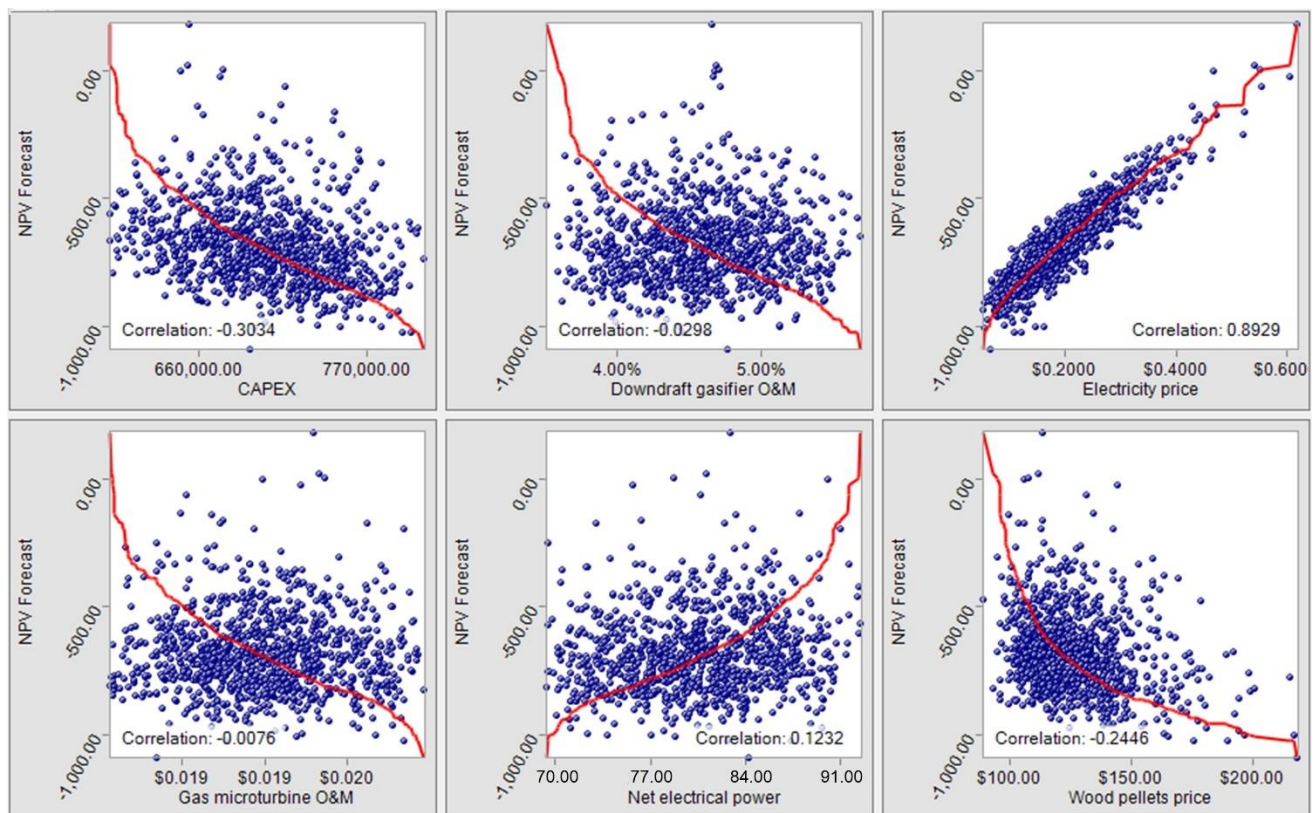 NPV Forecast
0.00
-500.00
-1,000.00
Correlation: -0.3034
660,000.00 770,000.00
CAPEX
NPV Forecast
0.00
-500.00
-1,000.00
Correlation: -0.0298
4.00% 5.00%
Downdraft gasifier O&M
NPV Forecast
0.00
-500.00
-1,000.00
Correlation: 0.8929
$0.2000 $0.4000 $0.600
Electricity price
NPV Forecast
0.00
-500.00
-1,000.00
Correlation: -0.0076
$0.019 $0.019 $0.020
Gas microturbine O&M
NPV Forecast
0.00
-500.00
-1,000.00
Correlation: 0.1232
70.00 77.00 84.00 91.00
Net electrical power
NPV Forecast
0.00
-500.00
-1,000.00
Correlation: -0.2446
$100.00 $150.00 $200.00
Wood pellets price